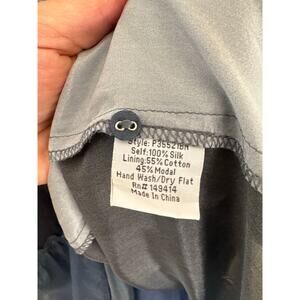 Style: P35521BN
Self:100% Silk
Lining:55% Cotton
45% Modal
Hand Wash/Dry Flat
Rn# 149414
Made In China